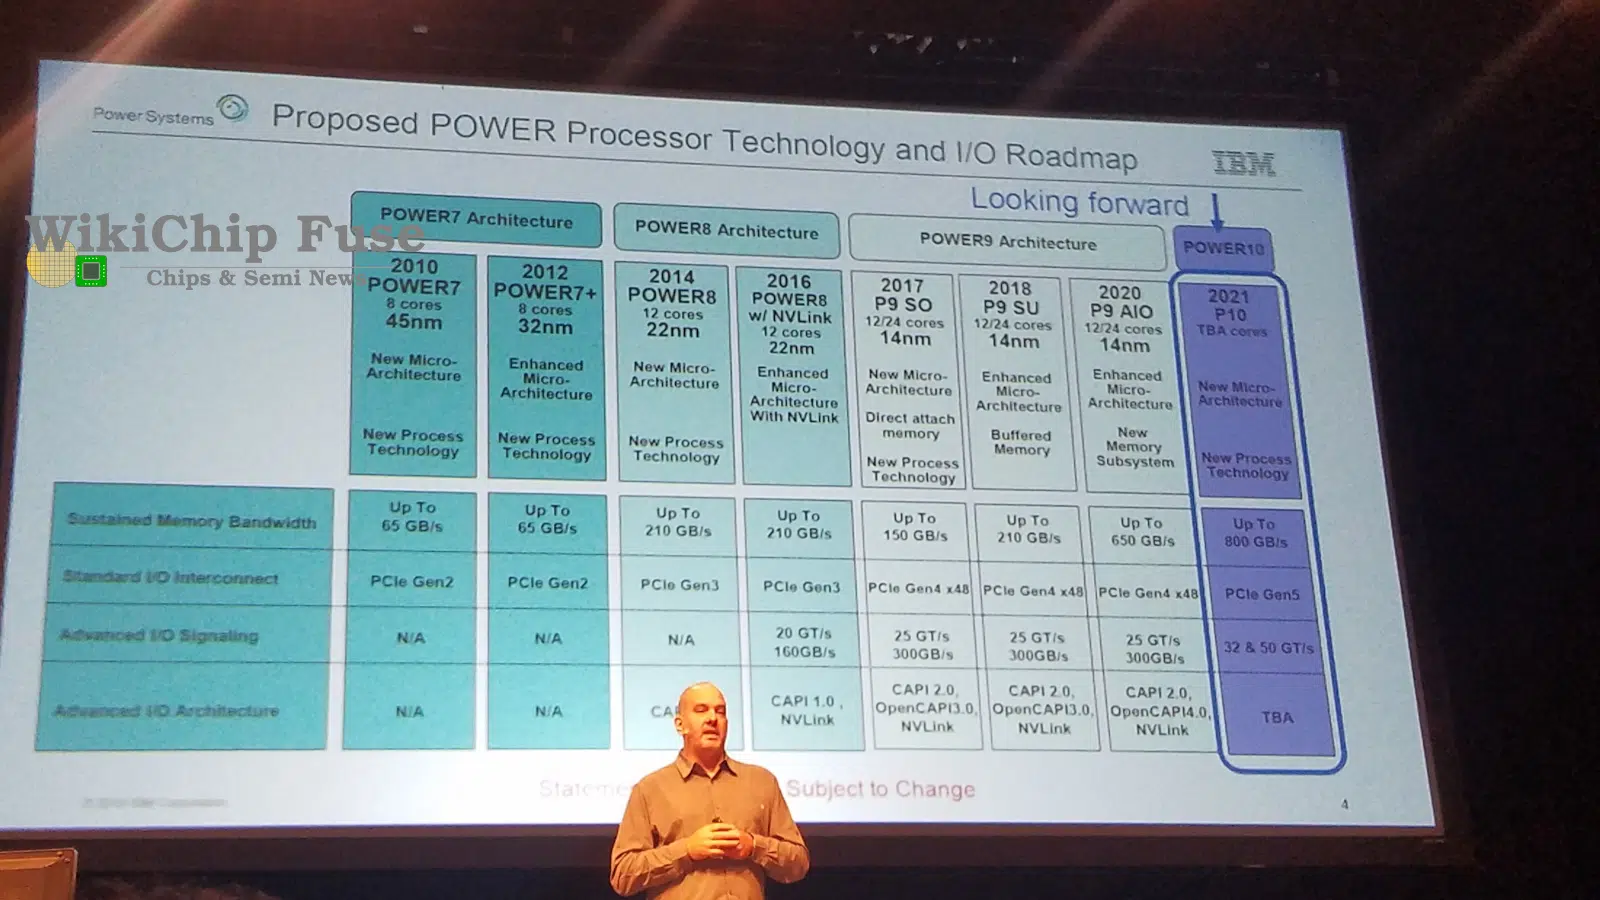 Power Systems
Proposed POWER Processor Technology and I/O Roadmap
IBM
Looking forward
WikiChip Fuse
Chips & Semi News
POWER7 Architecture
POWER8 Architecture
POWER9 Architecture
POWER10
2010
POWER7
8 cores
45nm
New Micro-
Architecture
New Process
Technology
2012
POWER7+
8 cores
32nm
Enhanced
Micro-
Architecture
New Process
Technology
2014
POWER8
12 cores
22nm
New Micro-
Architecture
New Process
Technology
2016
POWER8
w/ NVLink
12 cores
22nm
Enhanced
Micro-
Architecture
With NVLink
2017
P9 SO
12/24 cores
14nm
New Micro-
Architecture
Direct attach
memory
New Process
Technology
2018
P9 SU
12/24 cores
14nm
Enhanced
Micro-
Architecture
Buffered
Memory
2020
P9 AIO
12/24 cores
14nm
Enhanced
Micro-
Architecture
New
Memory
Subsystem
2021
P10
TBA cores
New Micro-
Architecture
New Process
Technology
Sustained Memory Bandwidth
Up To
65 GB/s
Up To
65 GB/s
Up To
210 GB/s
Up To
210 GB/s
Up To
150 GB/s
Up To
210 GB/s
Up To
650 GB/s
Up To
800 GB/s
Standard I/O Interconnect
PCIe Gen2
PCIe Gen2
PCIe Gen3
PCIe Gen3
PCIe Gen4 x48
PCIe Gen4 x48
PCIe Gen4 x48
PCIe Gen5
Advanced I/O Signaling
N/A
N/A
N/A
20 GT/s
160GB/s
25 GT/s
300GB/s
25 GT/s
300GB/s
25 GT/s
300GB/s
32 & 50 GT/s
Advanced I/O Architecture
N/A
N/A
CAPI 1.0 ,
NVLink
CAPI 2.0,
OpenCAPI3.0,
NVLink
CAPI 2.0,
OpenCAPI3.0,
NVLink
CAPI 2.0,
OpenCAPI4.0,
NVLink
TBA
Subject to Change
4